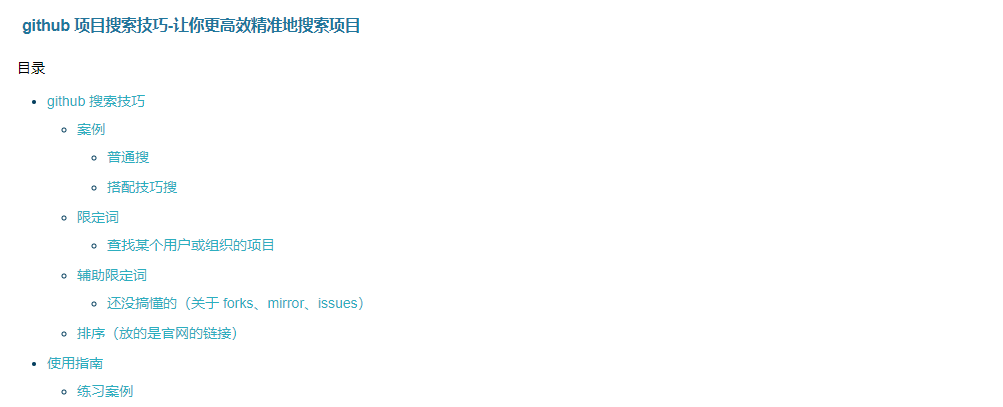 github 项目搜索技巧-让你更高效精准地搜索项目
目录
github 搜索技巧
案例
普通搜
搭配技巧搜
限定词
查找某个用户或组织的项目
辅助限定词
还没搞懂的（关于 forks、mirror、issues）
排序（放的是官网的链接）
使用指南
练习案例